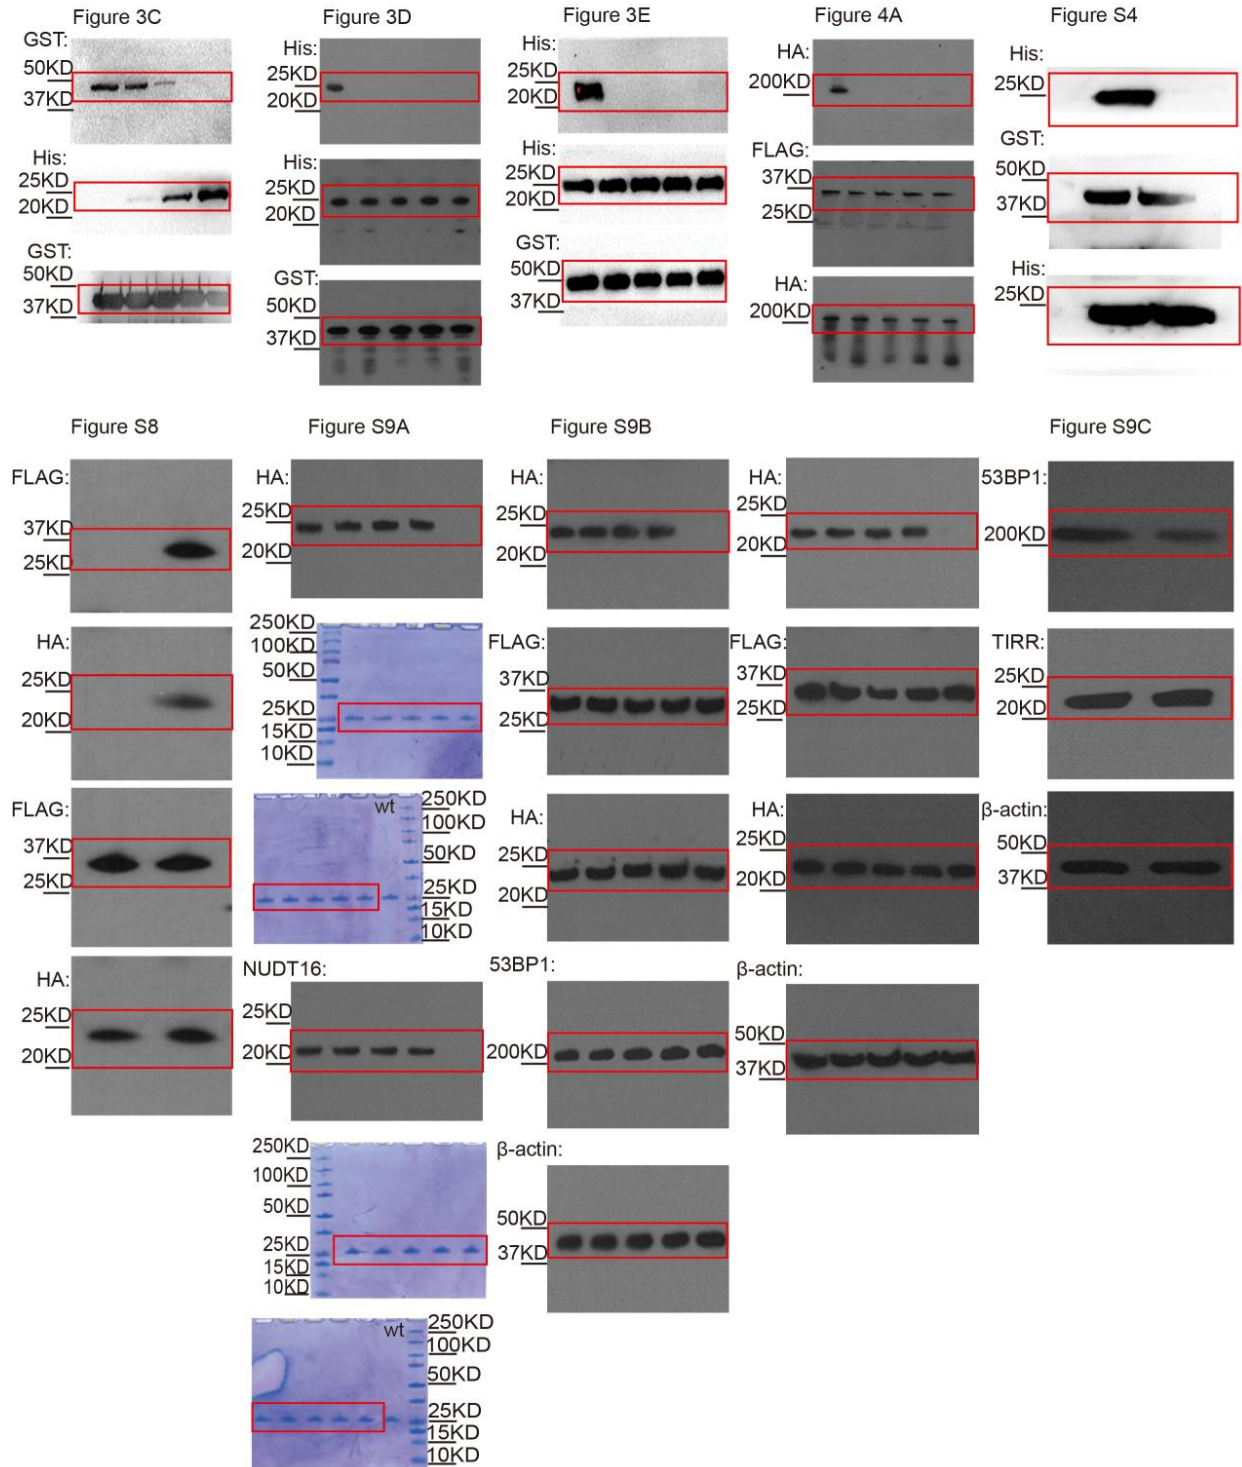 Figure 3C
GST:
50KD
37KD
His:
25KD
20KD
GST:
50KD
37KD
Figure 3D
His:
25KD
20KD
His:
25KD
20KD
GST:
50KD
37KD
Figure 3E
His:
25KD
20KD
His:
25KD
20KD
GST:
50KD
37KD
Figure 4A
HA:
200KD
FLAG:
37KD
25KD
HA:
200KD
Figure S4
His:
25KD
GST:
50KD
37KD
His:
25KD
Figure S8
FLAG:
37KD
25KD
HA:
25KD
20KD
FLAG:
37KD
25KD
HA:
25KD
20KD
Figure S9A
HA:
25KD
20KD
250KD
100KD
50KD
25KD
15KD
10KD
wt
250KD
100KD
50KD
25KD
15KD
10KD
NUDT16:
25KD
20KD
250KD
100KD
50KD
25KD
15KD
10KD
wt
250KD
100KD
50KD
25KD
15KD
10KD
Figure S9B
HA:
25KD
20KD
FLAG:
37KD
25KD
HA:
25KD
20KD
53BP1:
200KD
β-actin:
50KD
37KD
HA:
25KD
20KD
FLAG:
37KD
25KD
HA:
25KD
20KD
β-actin:
50KD
37KD
Figure S9C
53BP1:
200KD
TIRR:
25KD
20KD
β-actin:
50KD
37KD